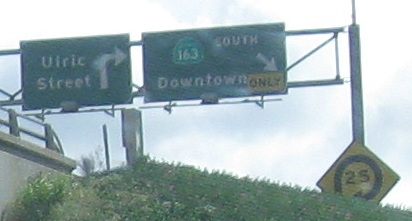 Ulric
Street
163 SOUTH
Downtown
ONLY
25